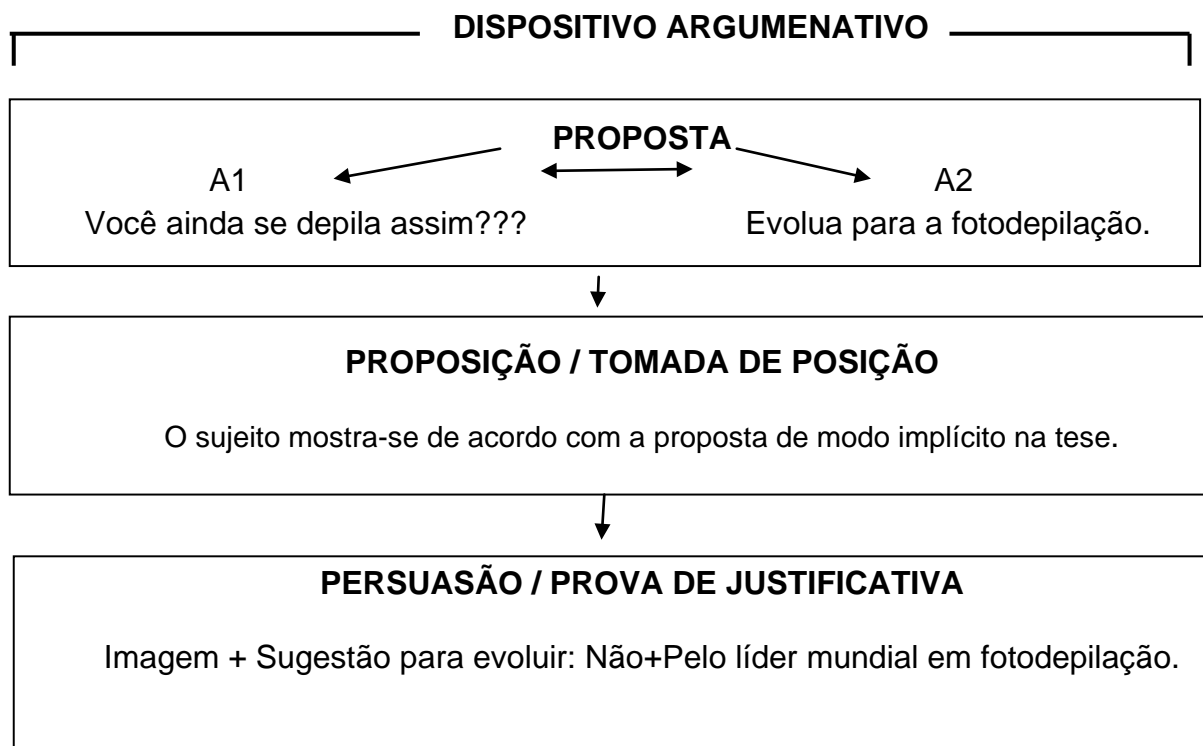 DISPOSITIVO ARGUMENATIVO
PROPOSTA
A1 A2
Você ainda se depila assim??? Evolua para a fotodepilação.
PROPOSIÇÃO / TOMADA DE POSIÇÃO
O sujeito mostra-se de acordo com a proposta de modo implícito na tese.
PERSUASÃO / PROVA DE JUSTIFICATIVA
Imagem + Sugestão para evoluir: Não+Pelo líder mundial em fotodepilação.